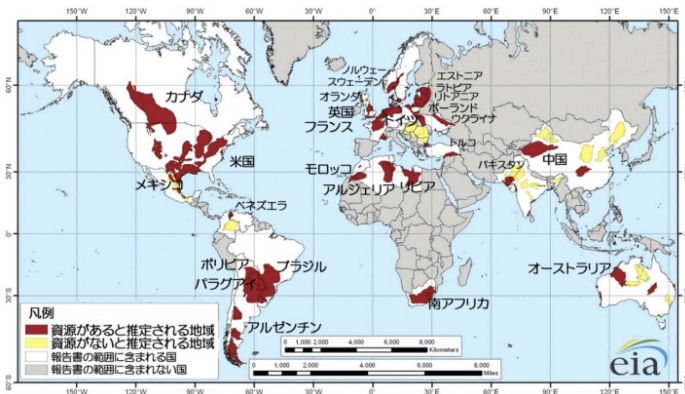 150°W 120°W 90°W 60°W 30°W 0° 30°E 60°E 90°E 120°E 150°E
60°N
30°N
0°
30°S
60°S
カナダ
米国
メキシコ
ベネズエラ
ボリビア
ブラジル
パラグアイ
アルゼンチン
ノルウェー
スウェーデン
オランダ
英国
フランス
ドイツ
エストニア
ラトビア
リトアニア
ポーランド
ウクライナ
トルコ
モロッコ
アルジェリア
リビア
南アフリカ
パキスタン
中国
オーストラリア
凡例
資源があると推定される地域
資源がないと推定される地域
報告書の範囲に含まれる国
報告書の範囲に含まれない国
0 1,000 2,000 4,000 6,000 8,000
Kilometers
0 1,000 2,000 4,000 6,000 8,000
Miles
eia
150°W 120°W 90°W 60°W 30°W 0° 30°E 60°E 90°E 120°E 150°E